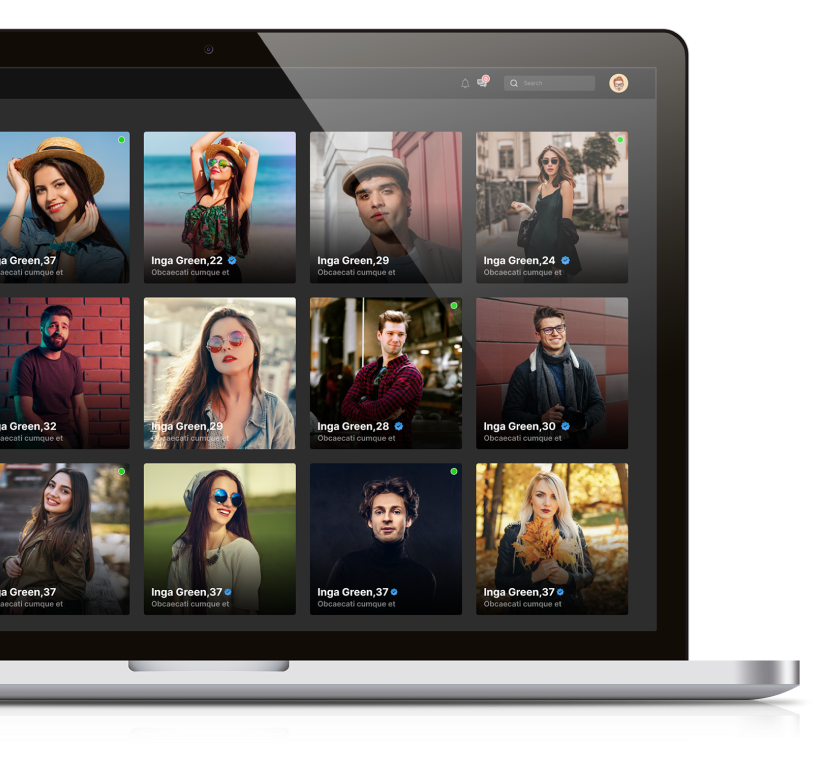 Search
a Green,37
aecati cumque et
Inga Green,22
Obcaecati cumque et
Inga Green,29
Obcaecati cumque et
Inga Green,24
Obcaecati cumque et
a Green,32
aecati cumque et
Inga Green,29
Obcaecati cumque et
Inga Green,28
Obcaecati cumque et
Inga Green,30
Obcaecati cumque et
a Green,37
aecati cumque et
Inga Green,37
Obcaecati cumque et
Inga Green,37
Obcaecati cumque et
Inga Green,37
Obcaecati cumque et